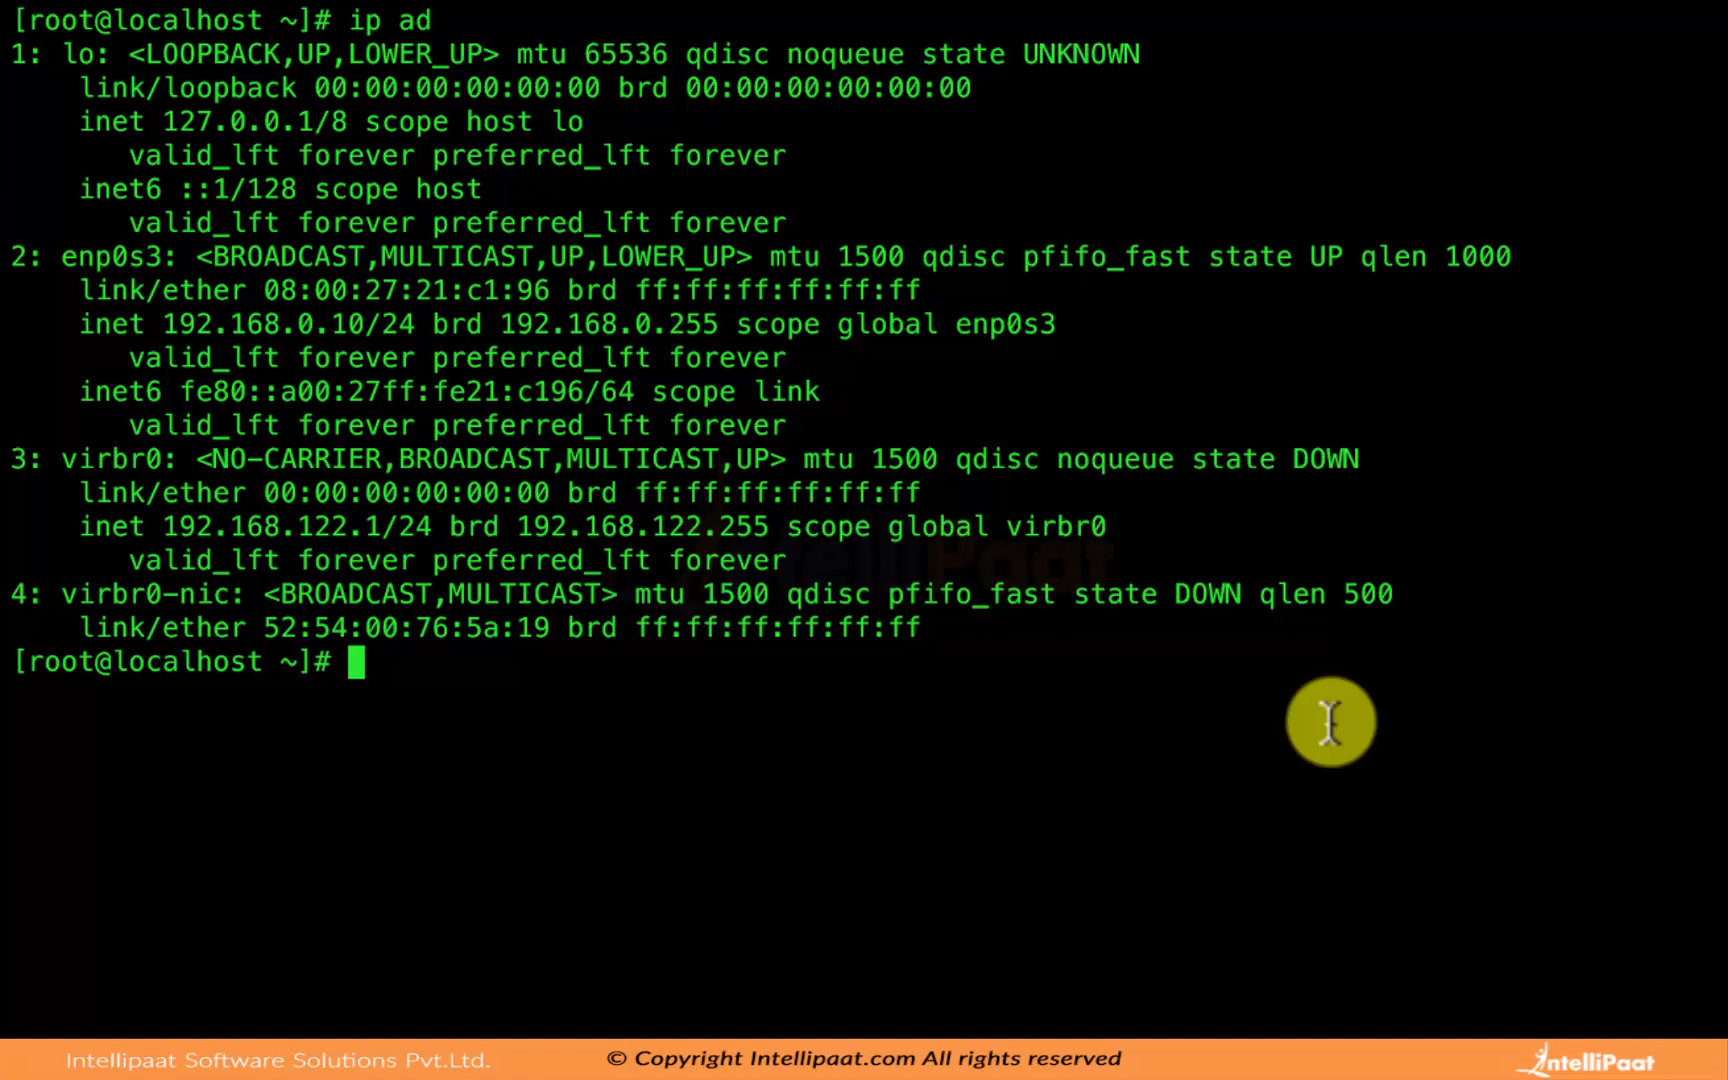 [root@localhost ~]# ip ad
1: lo: <LOOPBACK,UP,LOWER_UP> mtu 65536 qdisc noqueue state UNKNOWN
link/loopback 00:00:00:00:00:00 brd 00:00:00:00:00:00
inet 127.0.0.1/8 scope host lo
valid_lft forever preferred_lft forever
inet6 ::1/128 scope host
valid_lft forever preferred_lft forever
2: enp0s3: <BROADCAST,MULTICAST,UP,LOWER_UP> mtu 1500 qdisc pfifo_fast state UP qlen 1000
link/ether 08:00:27:21:c1:96 brd ff:ff:ff:ff:ff:ff
inet 192.168.0.10/24 brd 192.168.0.255 scope global enp0s3
valid_lft forever preferred_lft forever
inet6 fe80::a00:27ff:fe21:c196/64 scope link
valid_lft forever preferred_lft forever
3: virbr0: <NO-CARRIER,BROADCAST,MULTICAST,UP> mtu 1500 qdisc noqueue state DOWN
link/ether 00:00:00:00:00:00 brd ff:ff:ff:ff:ff:ff
inet 192.168.122.1/24 brd 192.168.122.255 scope global virbr0
valid_lft forever preferred_lft forever
4: virbr0-nic: <BROADCAST,MULTICAST> mtu 1500 qdisc pfifo_fast state DOWN qlen 500
link/ether 52:54:00:76:5a:19 brd ff:ff:ff:ff:ff:ff
[root@localhost ~]#
IntelliPaat
Intellipaat Software Solutions Pvt.Ltd.
© Copyright Intellipaat.com All rights reserved
IntelliPaat